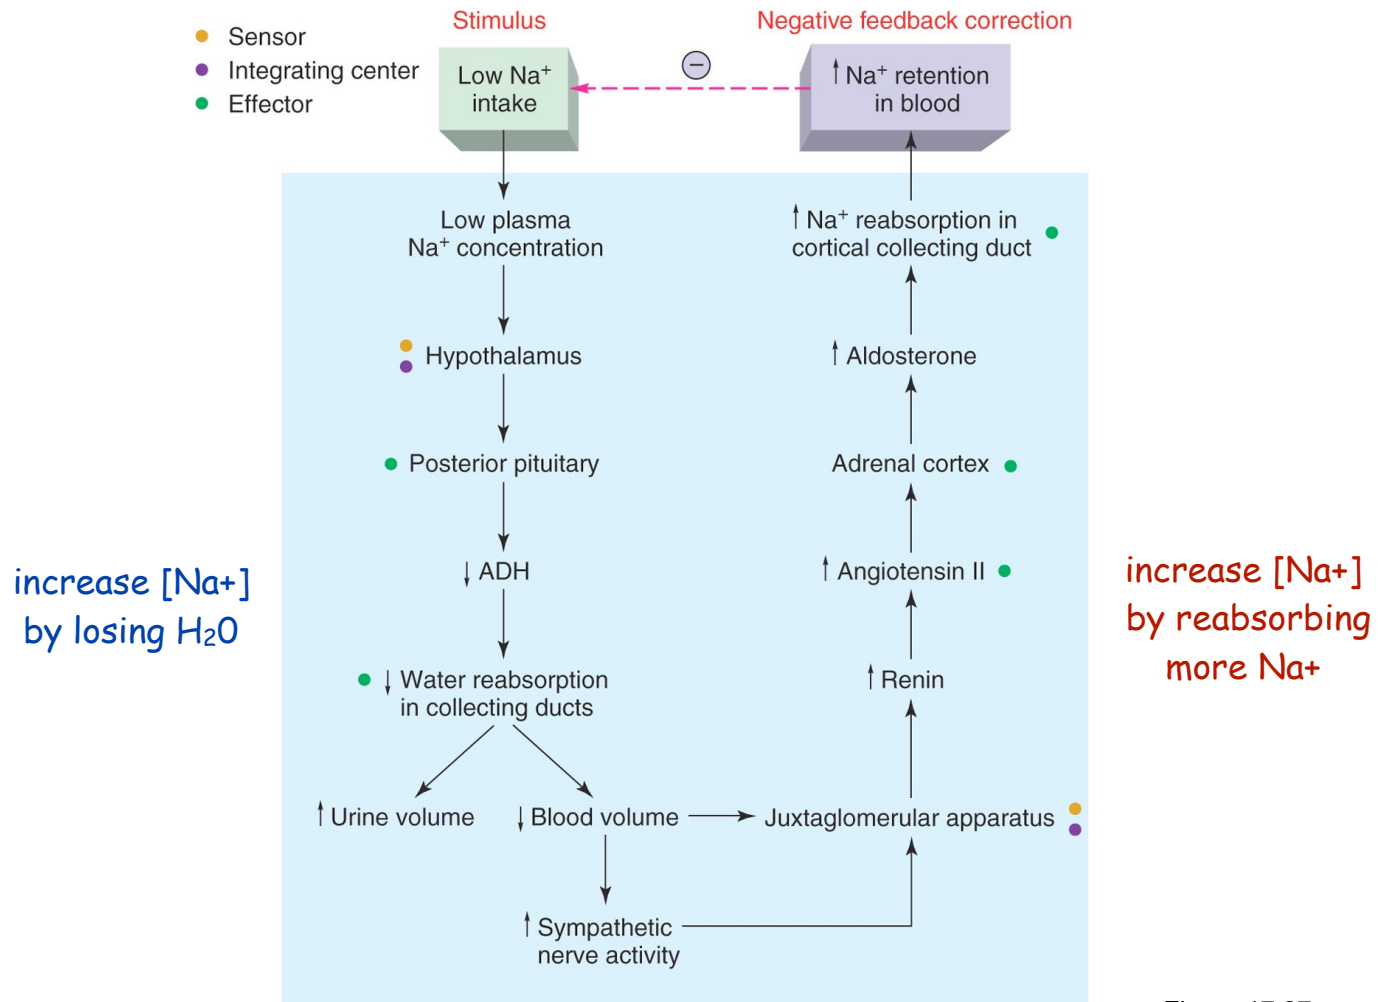 Stimulus
Negative feedback correction
Sensor
Integrating center
Effector
Low Na⁺
intake
−
↑ Na⁺ retention
in blood
Low plasma
Na⁺ concentration
↑ Na⁺ reabsorption in
cortical collecting duct
Hypothalamus
↑ Aldosterone
Posterior pituitary
Adrenal cortex
↓ ADH
↑ Angiotensin II
increase [Na+]
by losing H₂0
increase [Na+]
by reabsorbing
more Na+
↓ Water reabsorption
in collecting ducts
↑ Renin
↑ Urine volume
↓ Blood volume
Juxtaglomerular apparatus
↑ Sympathetic
nerve activity